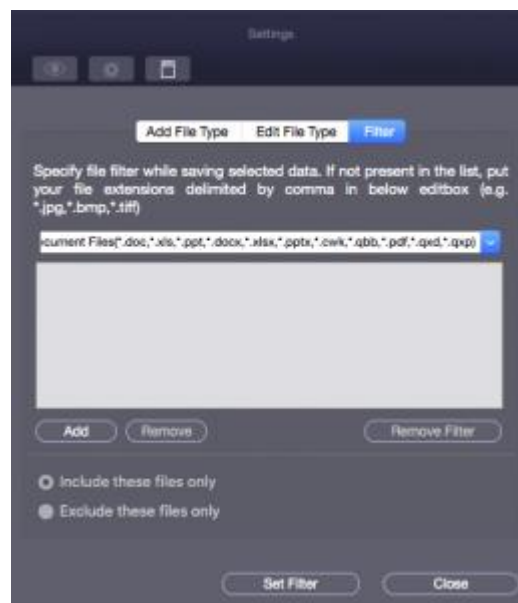 Settings
Add File Type Edit File Type Filter
Specify file filter while saving selected data. If not present in the list, put
your file extensions delimited by comma in below editbox (e.g.
*.jpg,*.bmp,*.tiff)
cument Files(*.doc,*.xls,*.ppt,*.docx,*.xlsx,*.pptx,*.cwk,*.qbb,*.pdf,*.qxd,*.qxp)
Add Remove Remove Filter
Include these files only
Exclude these files only
Set Filter Close